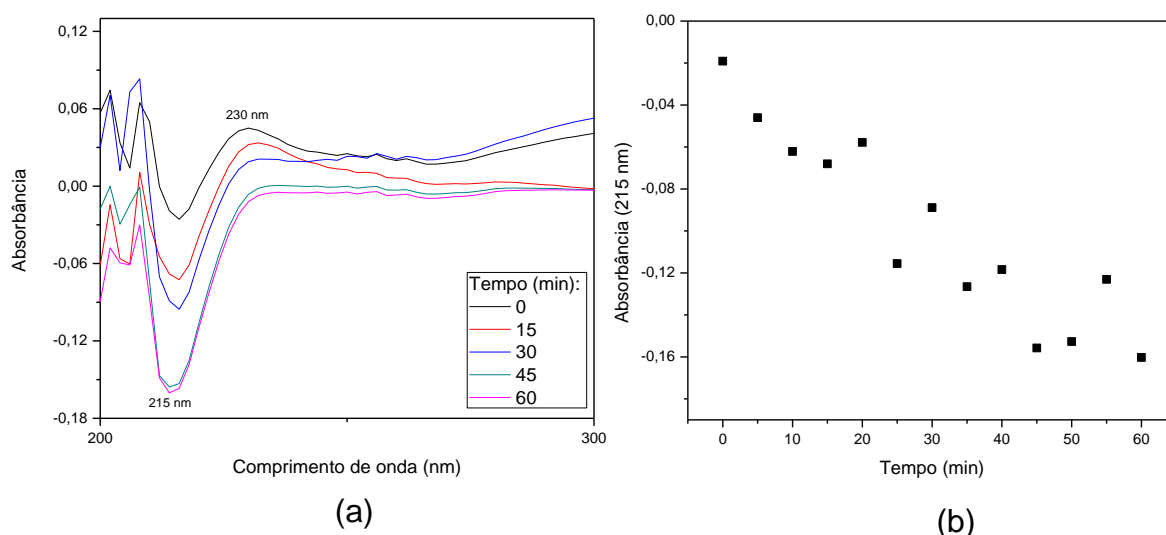 0,12
0,06
0,00
-0,06
-0,12
-0,18
Absorbância
230 nm
215 nm
Tempo (min):
0
15
30
45
60
200
300
Comprimento de onda (nm)
(a)
0,00
-0,04
-0,08
-0,12
-0,16
Absorbância (215 nm)
0
10
20
30
40
50
60
Tempo (min)
(b)